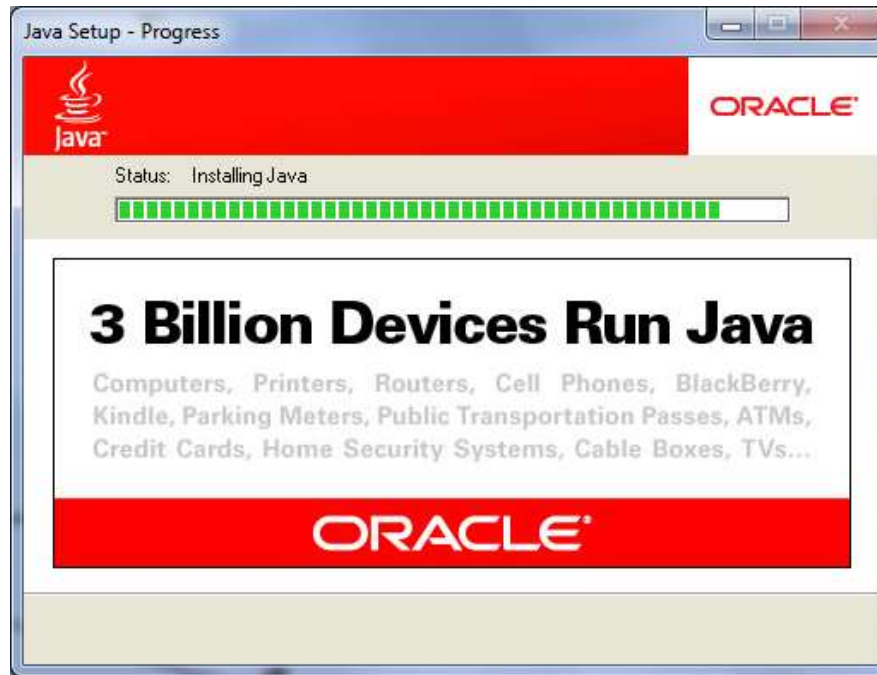 Java Setup - Progress
Java
ORACLE
Status: Installing Java
3 Billion Devices Run Java
Computers, Printers, Routers, Cell Phones, BlackBerry,
Kindle, Parking Meters, Public Transportation Passes, ATMs,
Credit Cards, Home Security Systems, Cable Boxes, TVs...
ORACLE